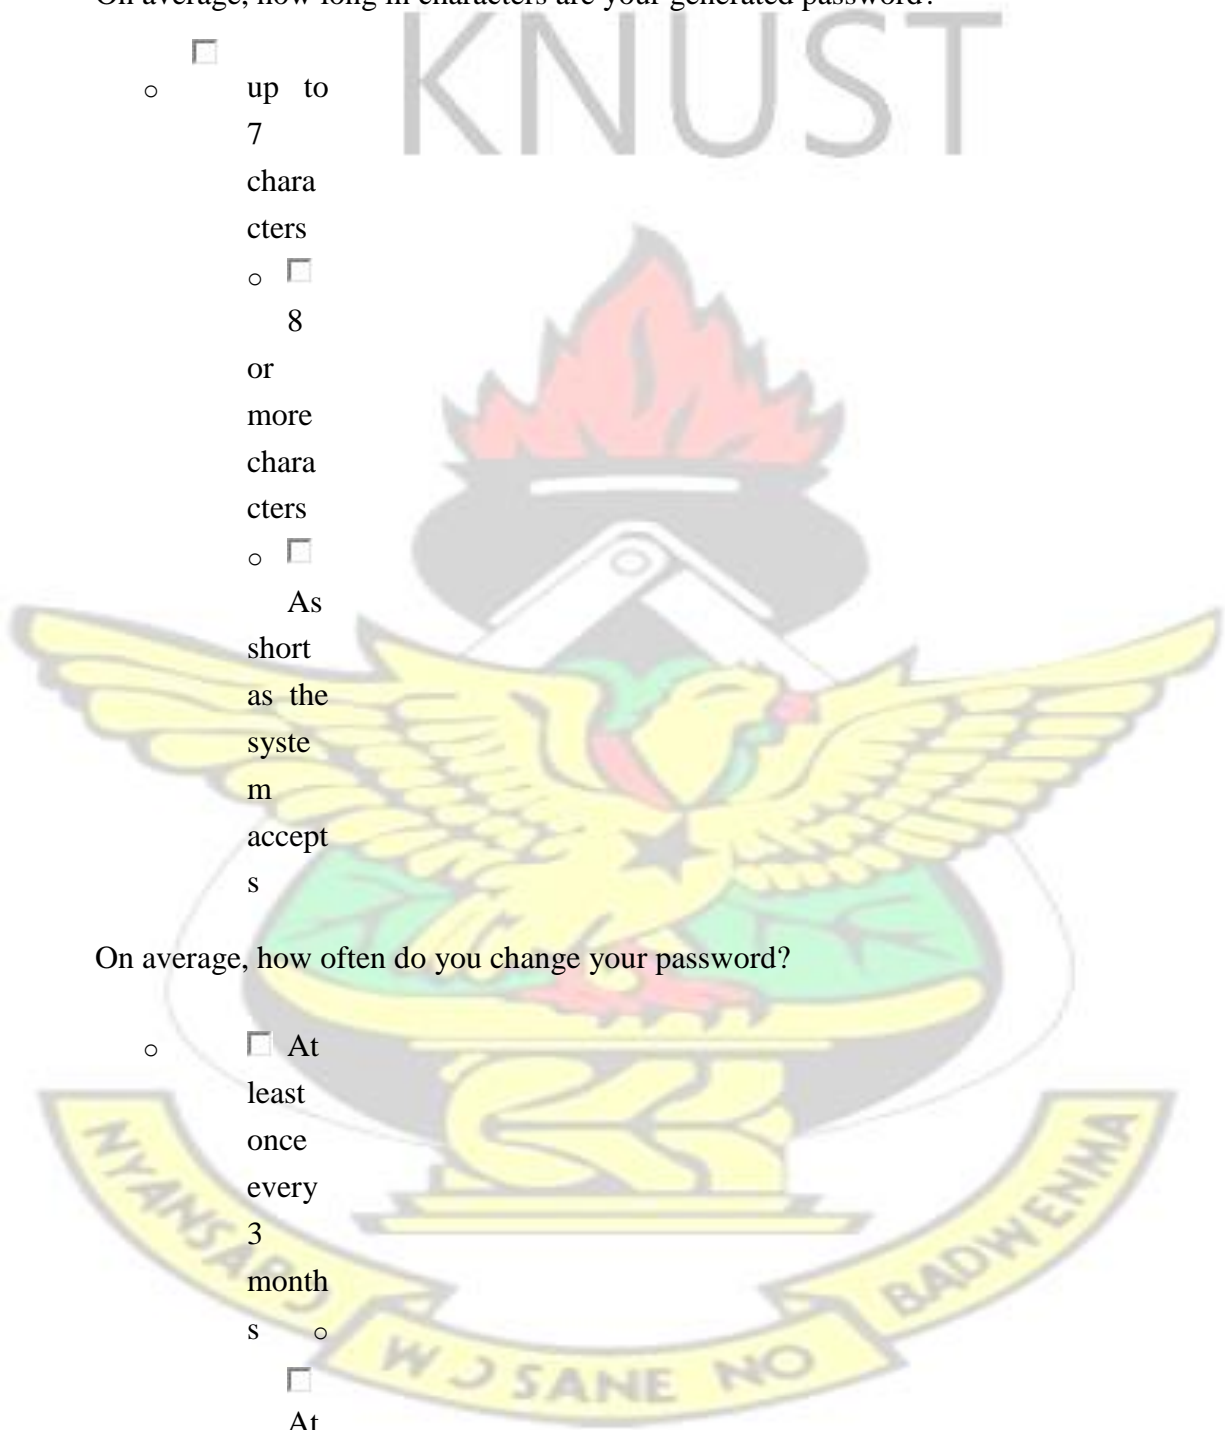 On average, how long in characters are your generated password?
KNUST
o
up to
7
chara
cters
o
8
or
more
chara
cters
o
As
short
as the
syste
m
accept
s
On average, how often do you change your password?
o At
least
once
every
3
month
s o
At
NYANSAPƆ WƆ SANE NO BADWENMA